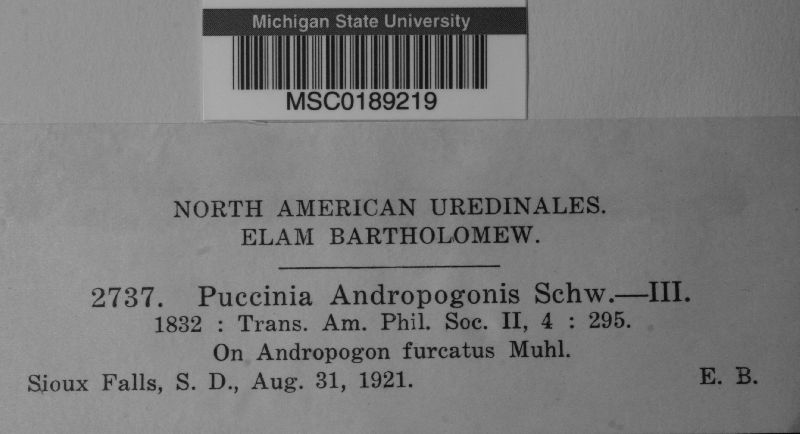 Michigan State University
MSC0189219
NORTH AMERICAN UREDINALES.
ELAM BARTHOLOMEW.
2737. Puccinia Andropogonis Schw.—III.
1832 : Trans. Am. Phil. Soc. II, 4 : 295.
On Andropogon furcatus Muhl.
Sioux Falls, S. D., Aug. 31, 1921. E. B.